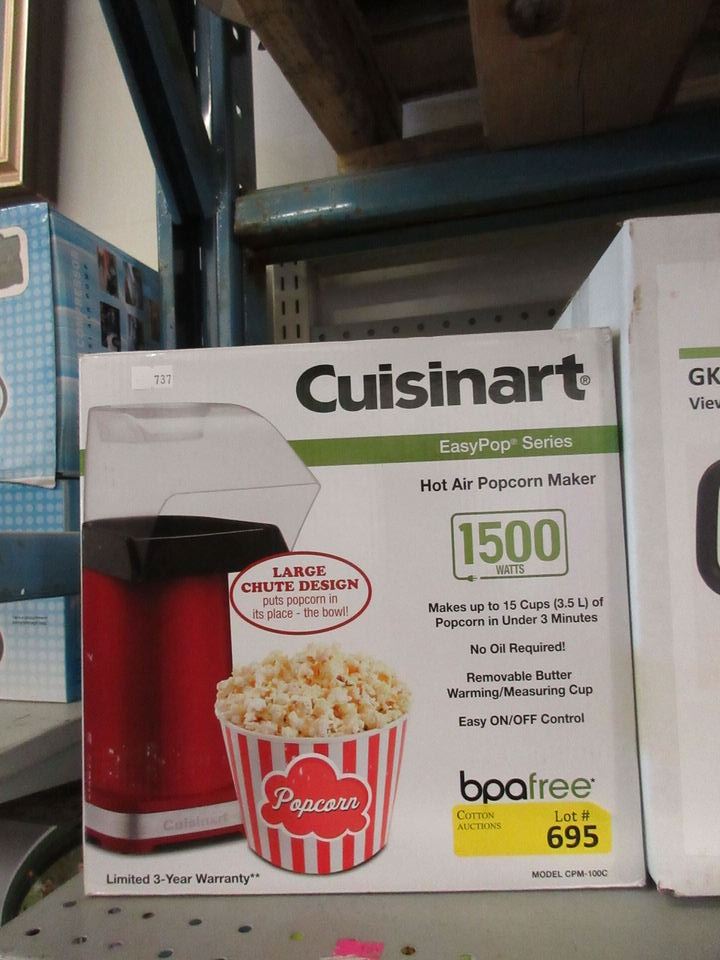 737
Cuisinart®
EasyPop® Series
Hot Air Popcorn Maker
1500
WATTS
LARGE
CHUTE DESIGN
puts popcorn in
its place - the bowl!
Makes up to 15 Cups (3.5 L) of
Popcorn in Under 3 Minutes
No Oil Required!
Removable Butter
Warming/Measuring Cup
Easy ON/OFF Control
Popcorn
Cuisinart
bpafree*
COTTON
AUCTIONS
Lot #
695
Limited 3-Year Warranty**
MODEL CPM-100C
GK
View